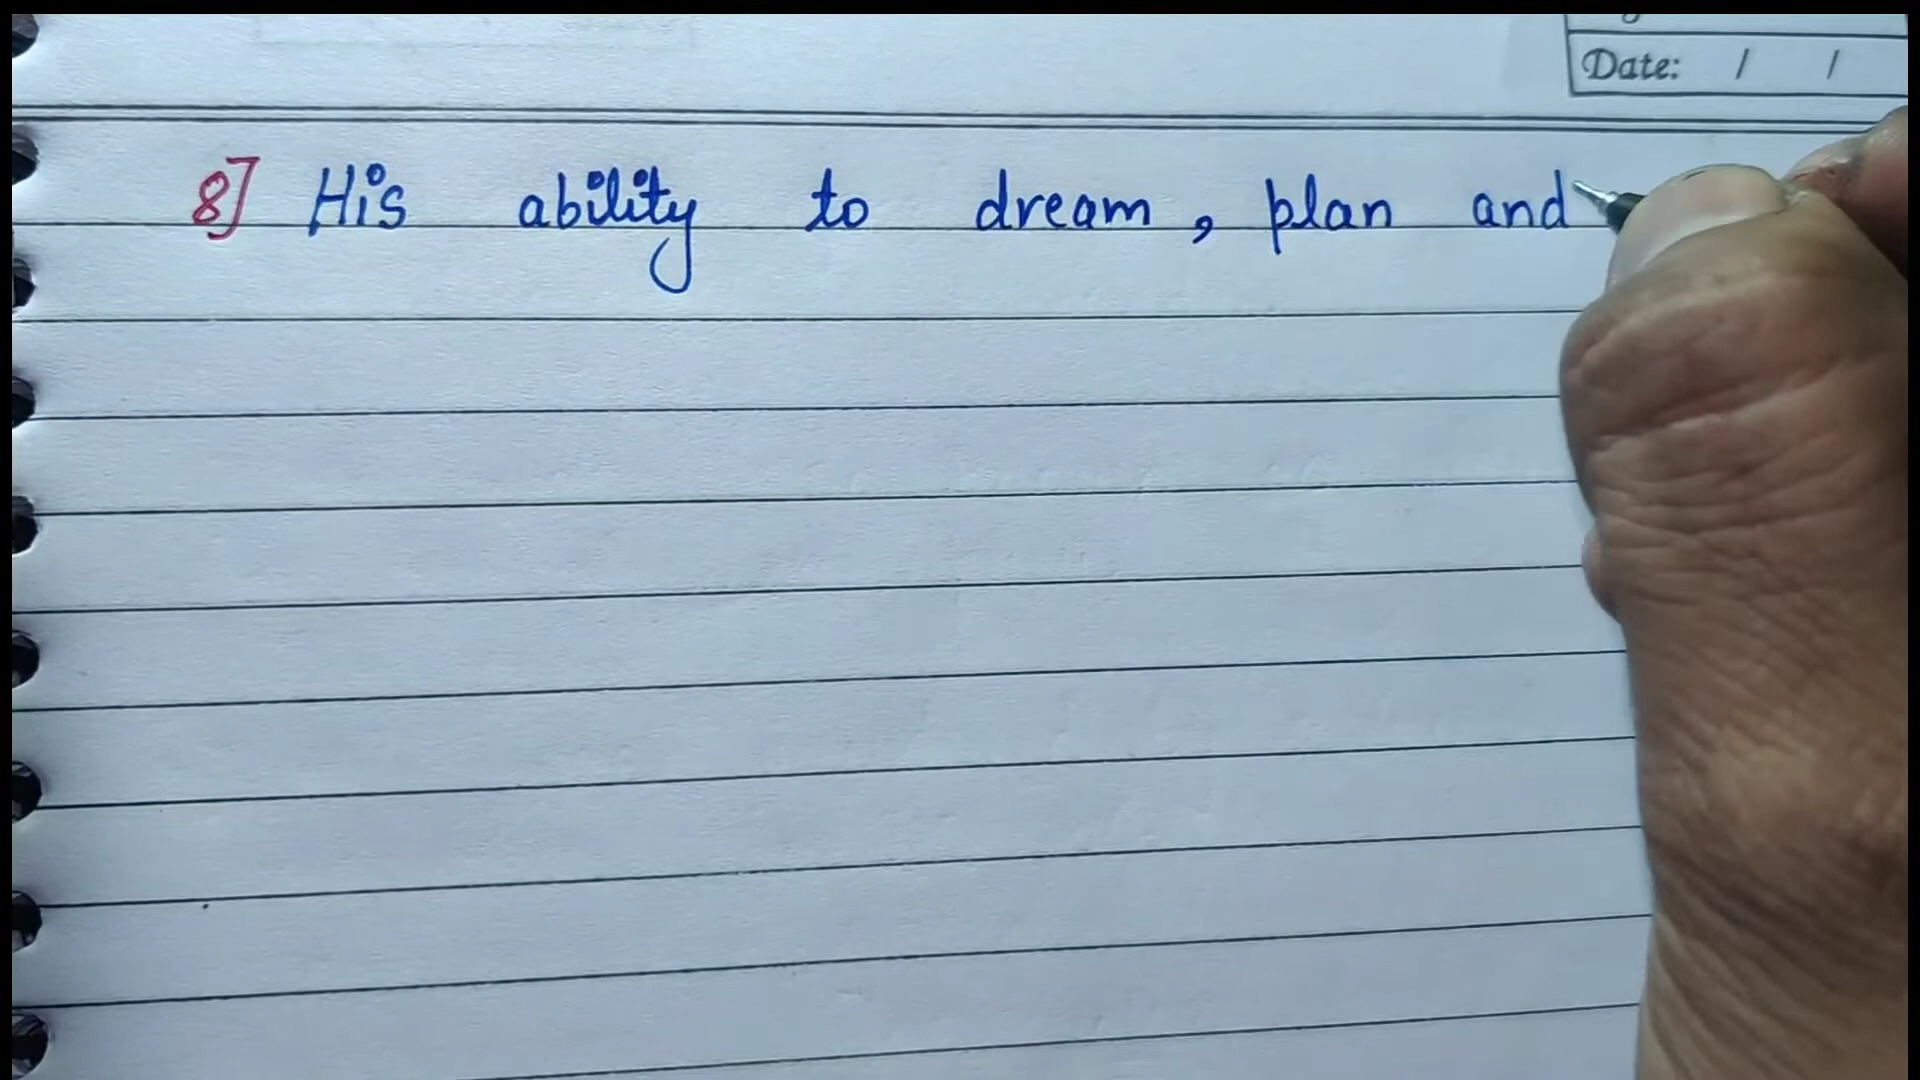 Date: / /
8] His ability to dream, plan and